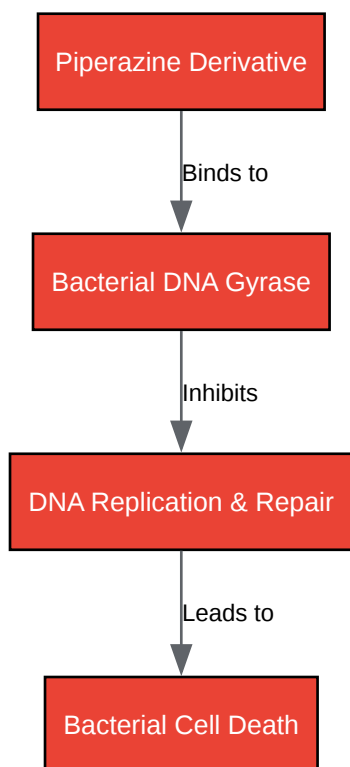 Piperazine Derivative
Binds to
Bacterial DNA Gyrase
Inhibits
DNA Replication & Repair
Leads to
Bacterial Cell Death